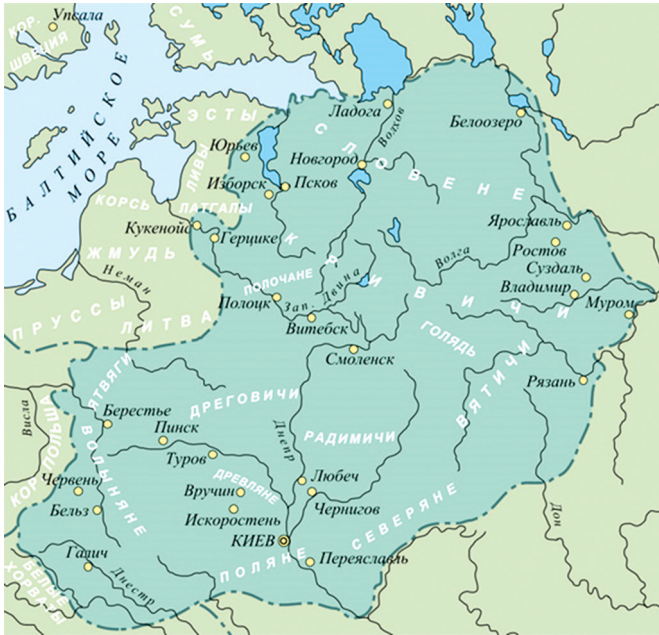 Упсала
КОР.
ШВЕЦИЯ
СУМЬ
БАЛТИЙСКОЕ
МОРЕ
ЭСТЫ
Ладога
Волхов
Белоозеро
Юрьев
Новгород
СЛОВЕНЕ
ЛИВЫ
Изборск
Псков
КОРСЬ
ЛАТГАЛЫ
Кукенойс
Герцике
Ярославль
Ростов
Суздаль
Владимир
Муром
ЖМУДЬ
Неман
КРИВИЧИ
Волга
ПОЛОЧАНЕ
Полоцк
Зап. Двина
Витебск
ПРУССЫ
ЛИТВА
ГОЛЯДЬ
Смоленск
ВЯТИЧИ
Рязань
ЯТВЯГИ
ДРЕГОВИЧИ
Висла
Берестье
Пинск
Днепр
РАДИМИЧИ
КОР. ПОЛЬША
ВОЛЫНЯНЕ
Туров
ДРЕВЛЯНЕ
Любеч
Червень
Вручин
Чернигов
Бельз
Искоростень
СЕВЕРЯНЕ
Дон
КИЕВ
Галич
ПОЛЯНЕ
Переяславль
БЕЛЫЕ
ХОРВАТЫ
Днестр